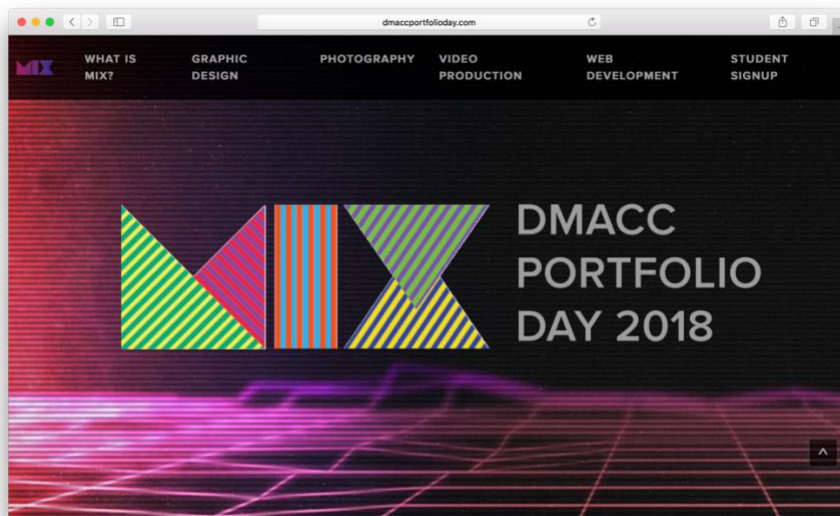 dmaccportfolioday.com
MIX
WHAT IS
MIX?
GRAPHIC
DESIGN
PHOTOGRAPHY
VIDEO
PRODUCTION
WEB
DEVELOPMENT
STUDENT
SIGNUP
MIX
DMACC
PORTFOLIO
DAY 2018